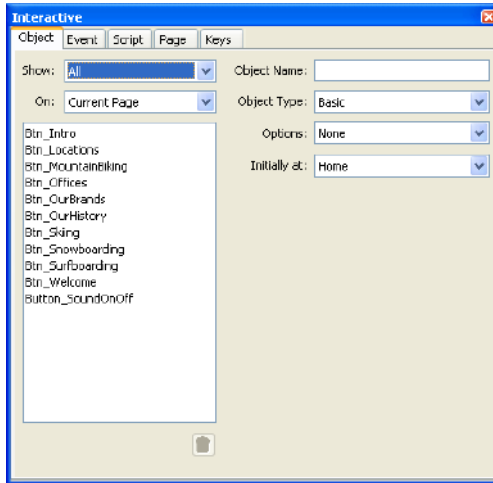 Interactive
Object Event Script Page Keys
Show: All
On: Current Page
Btn_Intro
Btn_Locations
Btn_MountainBiking
Btn_Offices
Btn_OurBrands
Btn_OurHistory
Btn_Skiing
Btn_Snowboarding
Btn_Surfboarding
Btn_Welcome
Button_SoundOnOff
Object Name:
Object Type: Basic
Options: None
Initially at: Home